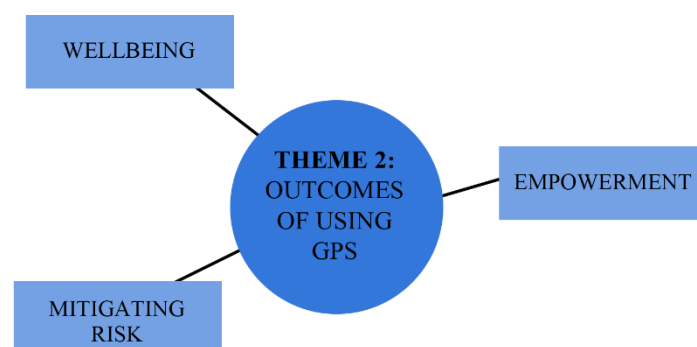 WELLBEING
THEME 2:
OUTCOMES
OF USING
GPS
EMPOWERMENT
MITIGATING
RISK